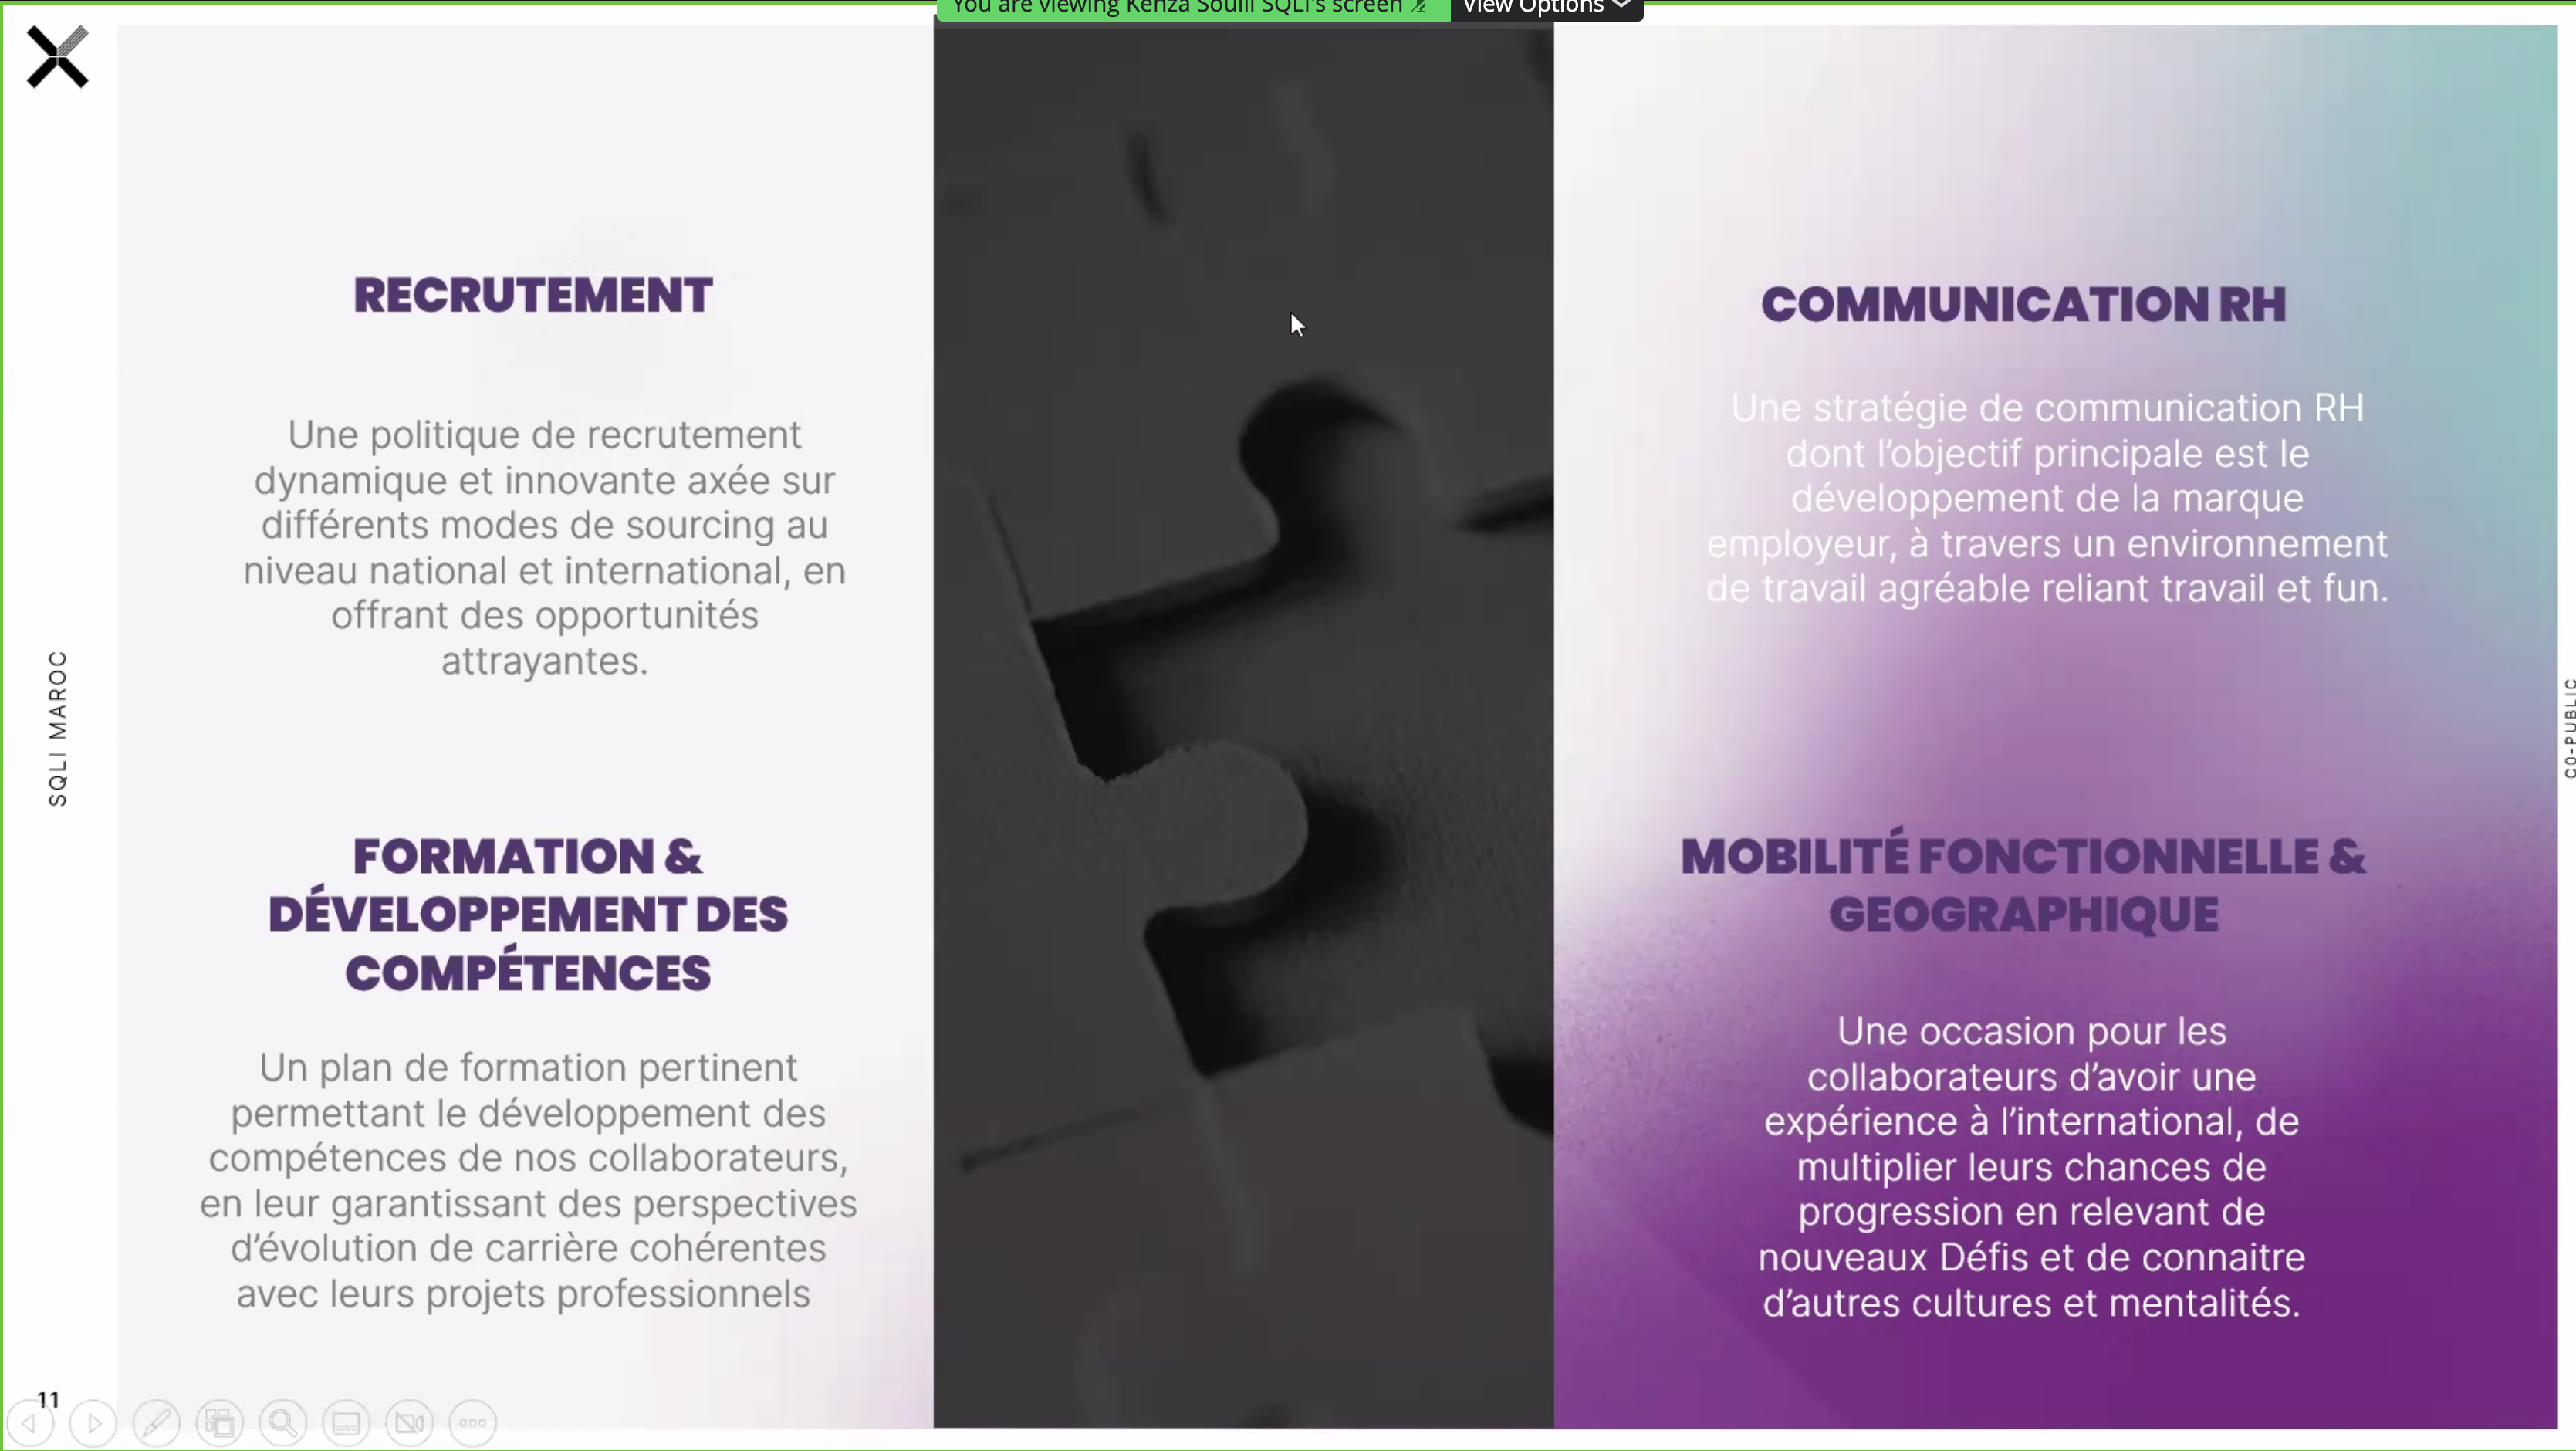 You are viewing Kenza Souili SQLI's screen
View Options
RECRUTEMENT
Une politique de recrutement
dynamique et innovante axée sur
différents modes de sourcing au
niveau national et international, en
offrant des opportunités
attrayantes.
FORMATION &
DÉVELOPPEMENT DES
COMPÉTENCES
Un plan de formation pertinent
permettant le développement des
compétences de nos collaborateurs,
en leur garantissant des perspectives
d’évolution de carrière cohérentes
avec leurs projets professionnels
COMMUNICATION RH
Une stratégie de communication RH
dont l’objectif principale est le
développement de la marque
employeur, à travers un environnement
de travail agréable reliant travail et fun.
MOBILITÉ FONCTIONNELLE &
GEOGRAPHIQUE
Une occasion pour les
collaborateurs d’avoir une
expérience à l’international, de
multiplier leurs chances de
progression en relevant de
nouveaux Défis et de connaitre
d’autres cultures et mentalités.
SQLI MAROC
C0-PUBLIC
11